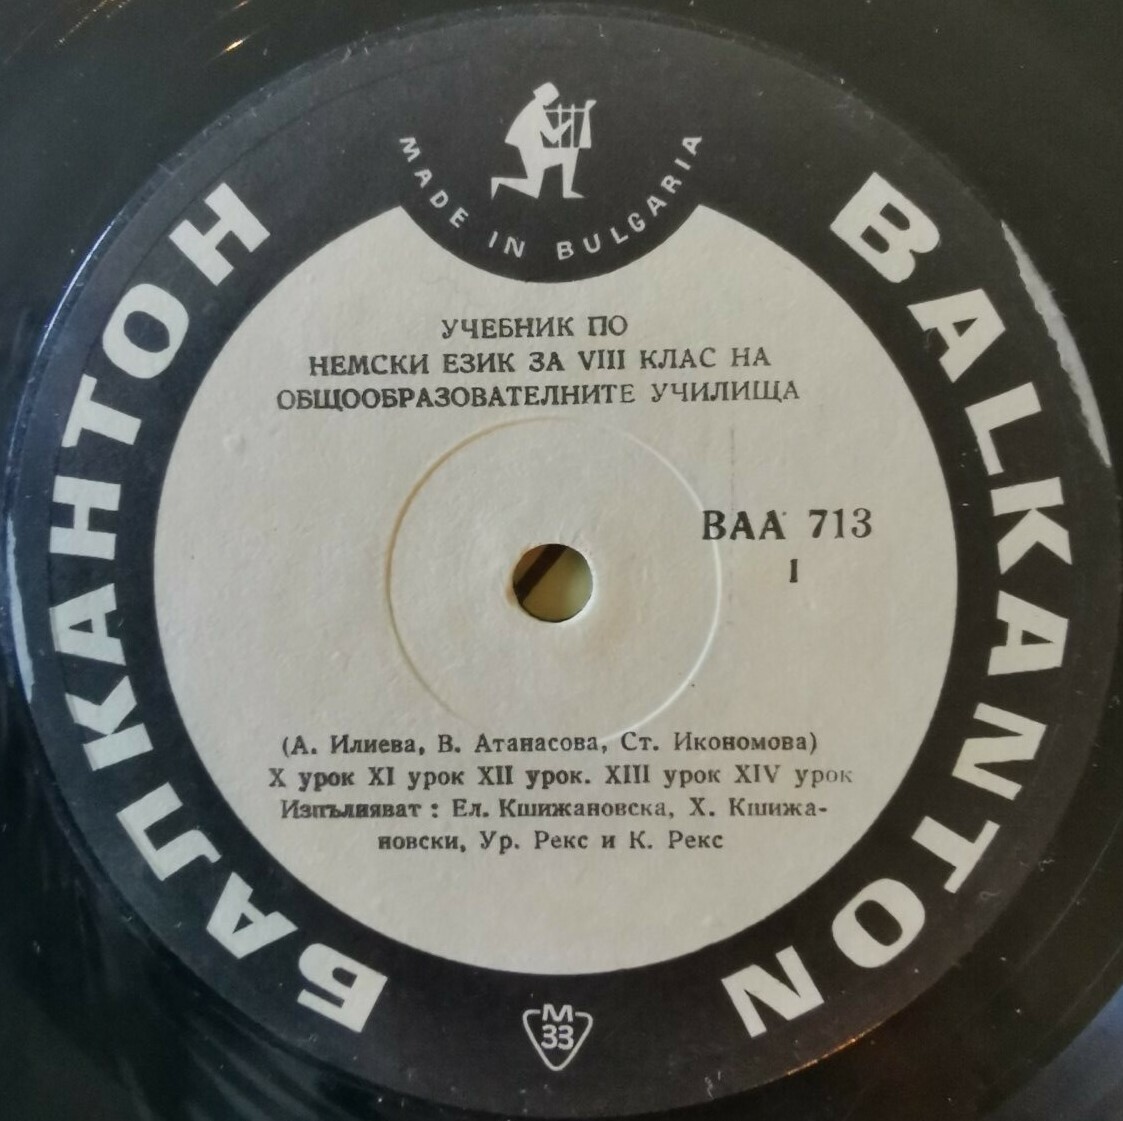 MADE IN BULGARIA
БАЛКАНТОН
BALKANTON
УЧЕБНИК ПО
НЕМСКИ ЕЗИК ЗА VIII КЛАС НА
ОБЩООБРАЗОВАТЕЛНИТЕ УЧИЛИЩА
ВАА 713
I
(А. Илиева, В. Атанасова, Ст. Икономова)
X урок XI урок XII урок. XIII урок XIV урок
Изпълняват : Ел. Кшижановска, Х. Кшижа-
новски, Ур. Рекс и К. Рекс
М
33